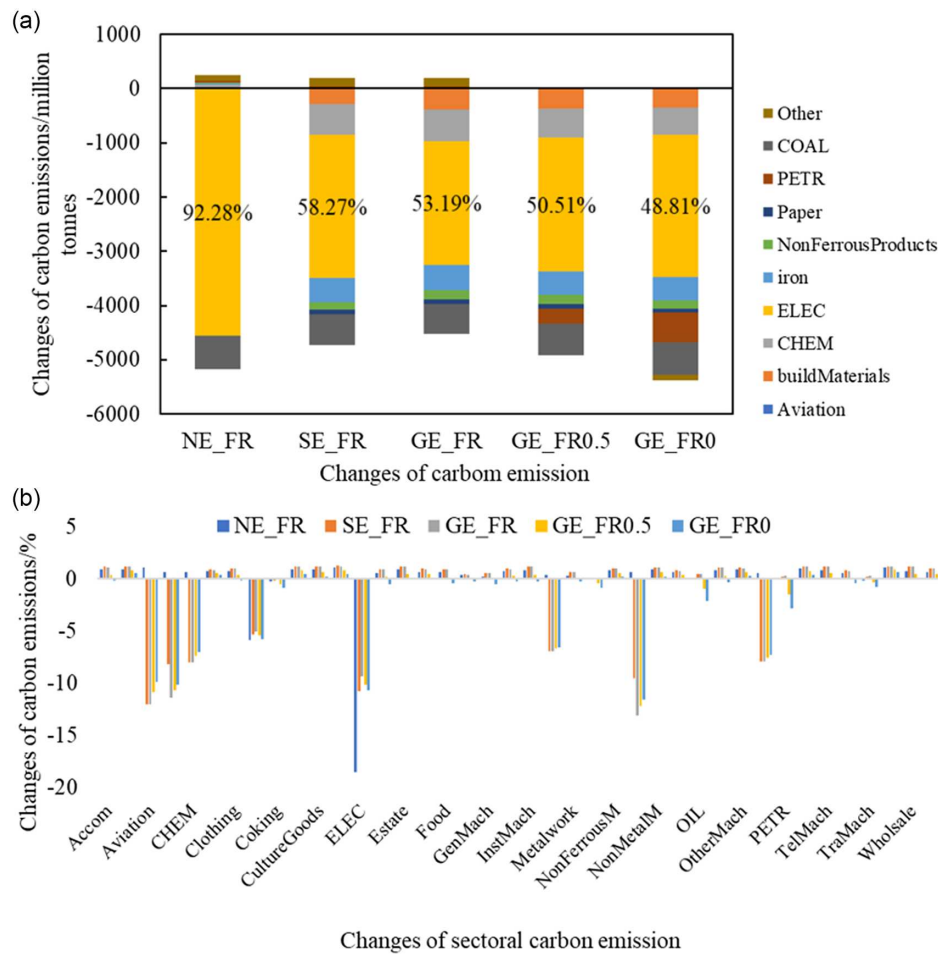 (a)
Changes of carbon emissions/million
tonnes
1000
0
-1000
-2000
-3000
-4000
-5000
-6000
92.28%
58.27%
53.19%
50.51%
48.81%
NE_FR
SE_FR
GE_FR
GE_FR0.5
GE_FR0
Changes of carbom emission
Other
COAL
PETR
Paper
NonFerrousProducts
iron
ELEC
CHEM
buildMaterials
Aviation
(b)
NE_FR
SE_FR
GE_FR
GE_FR0.5
GE_FR0
Changes of carbon emissions/%
5
0
-5
-10
-15
-20
Accom
Aviation
CHEM
Clothing
Coking
CultureGoods
ELEC
Estate
Food
GenMach
InstMach
Metalwork
NonFerrousM
NonMetalM
OIL
OtherMach
PETR
TelMach
TraMach
Wholsale
Changes of sectoral carbon emission